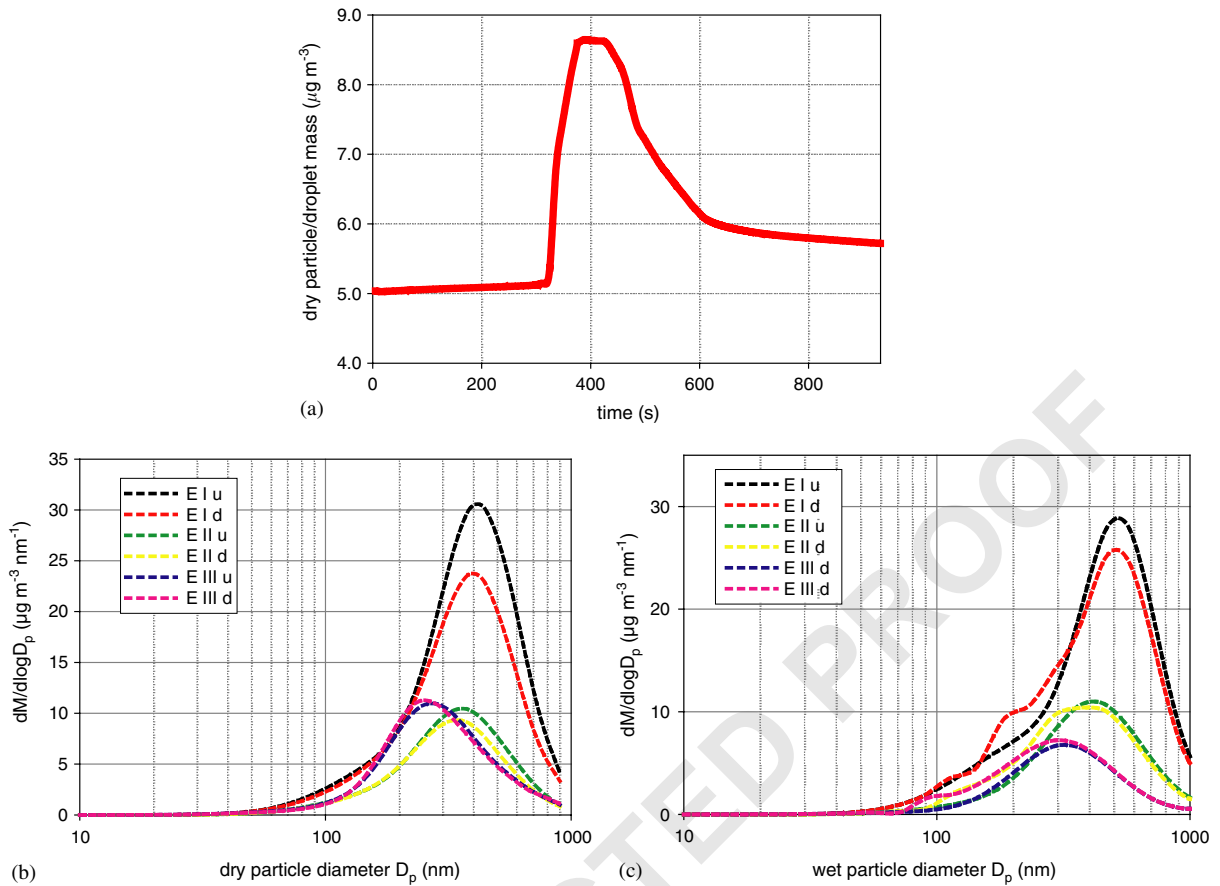 9.0
8.0
7.0
6.0
5.0
4.0
dry particle/droplet mass (μg m-3)
0 200 400 600 800
time (s)
(a)
35
30
25
20
15
10
5
0
dM/dlogDp (μg m-3 nm-1)
E I u
E I d
E II u
E II d
E III u
E III d
10 100 1000
dry particle diameter Dp (nm)
(b)
30
20
10
0
dM/dlogDp (μg m-3 nm-1)
E I u
E I d
E II u
E II d
E III u
E III d
10 100 1000
wet particle diameter Dp (nm)
(c)
STED PROOF